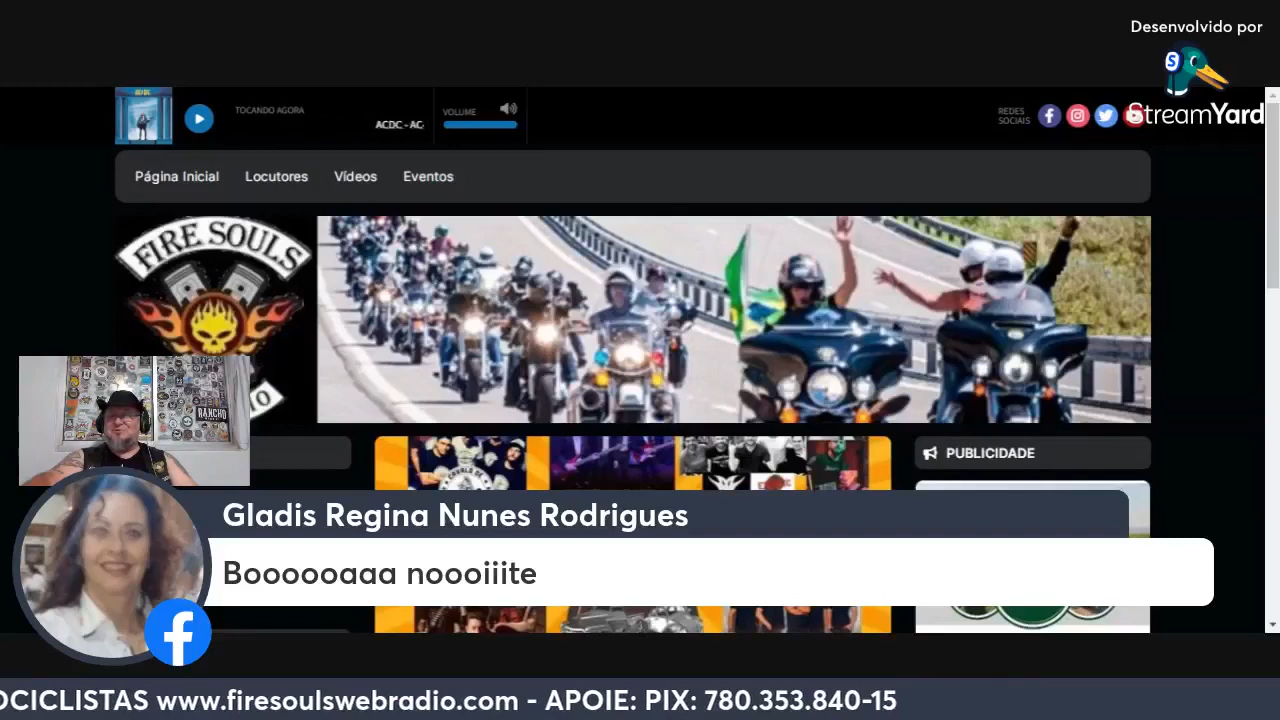 Desenvolvido por
StreamYard
TOCANDO AGORA
ACDC - AC
VOLUME
REDES
SOCIAIS
Página Inicial
Locutores
Vídeos
Eventos
FIRE SOULS
RANCHO
PUBLICIDADE
Gladis Regina Nunes Rodrigues
Boooooaaa noooiiite
OCICLISTAS www.firesoulswebradio.com - APOIE: PIX: 780.353.840-15